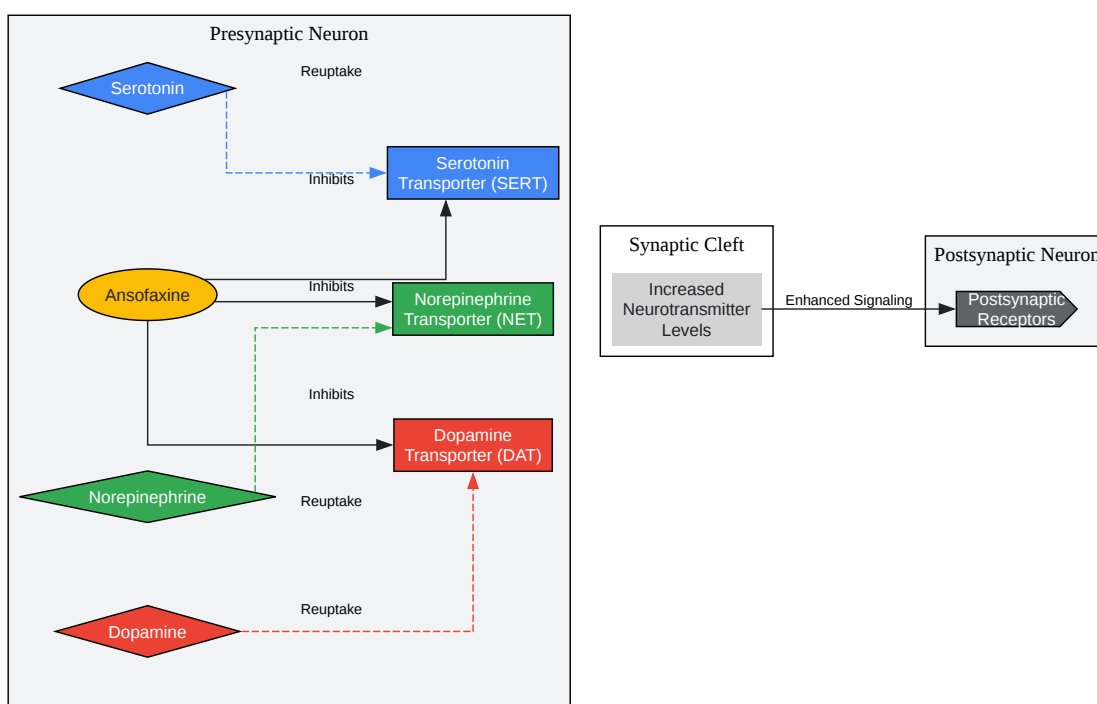 Presynaptic Neuron
Reuptake
Serotonin
Serotonin
Transporter (SERT)
Inhibits
Ansofaxine
Inhibits
Norepinephrine
Transporter (NET)
Inhibits
Dopamine
Transporter (DAT)
Norepinephrine
Reuptake
Reuptake
Dopamine
Synaptic Cleft
Increased
Neurotransmitter
Levels
Enhanced Signaling
Postsynaptic Neuron
Postsynaptic
Receptors